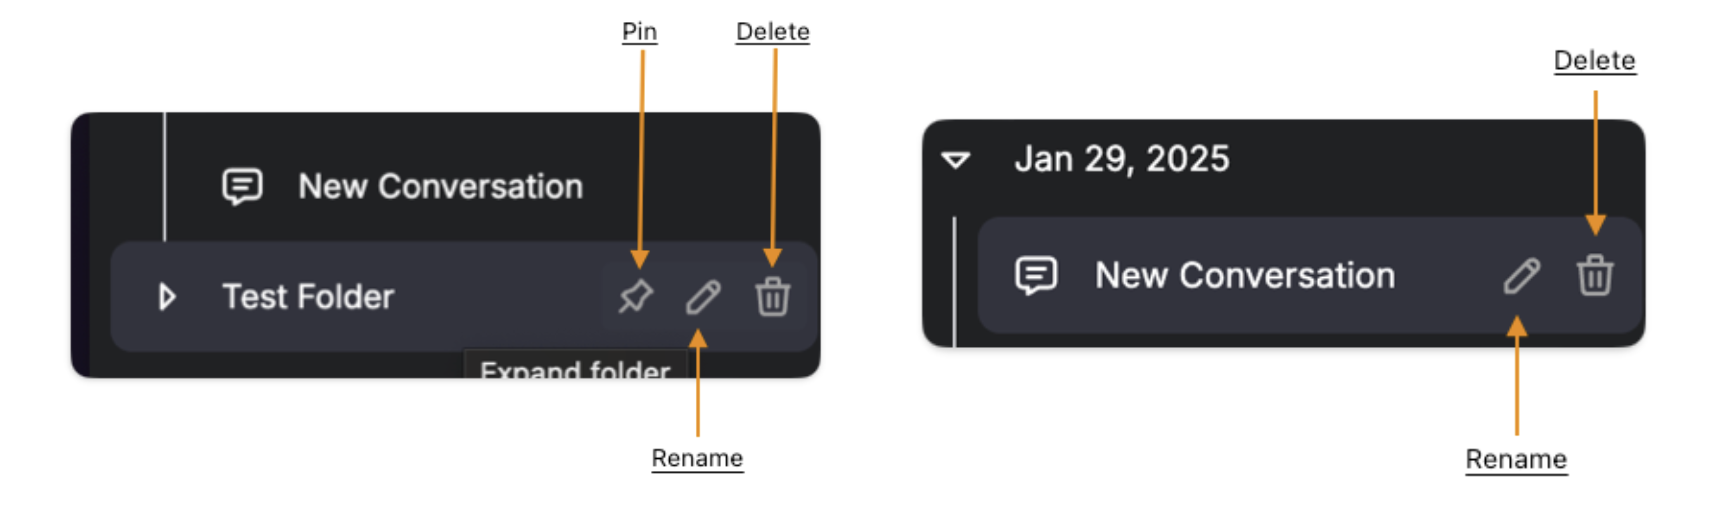 Pin
Delete
New Conversation
Test Folder
Expand folder
Rename
Delete
Jan 29, 2025
New Conversation
Rename